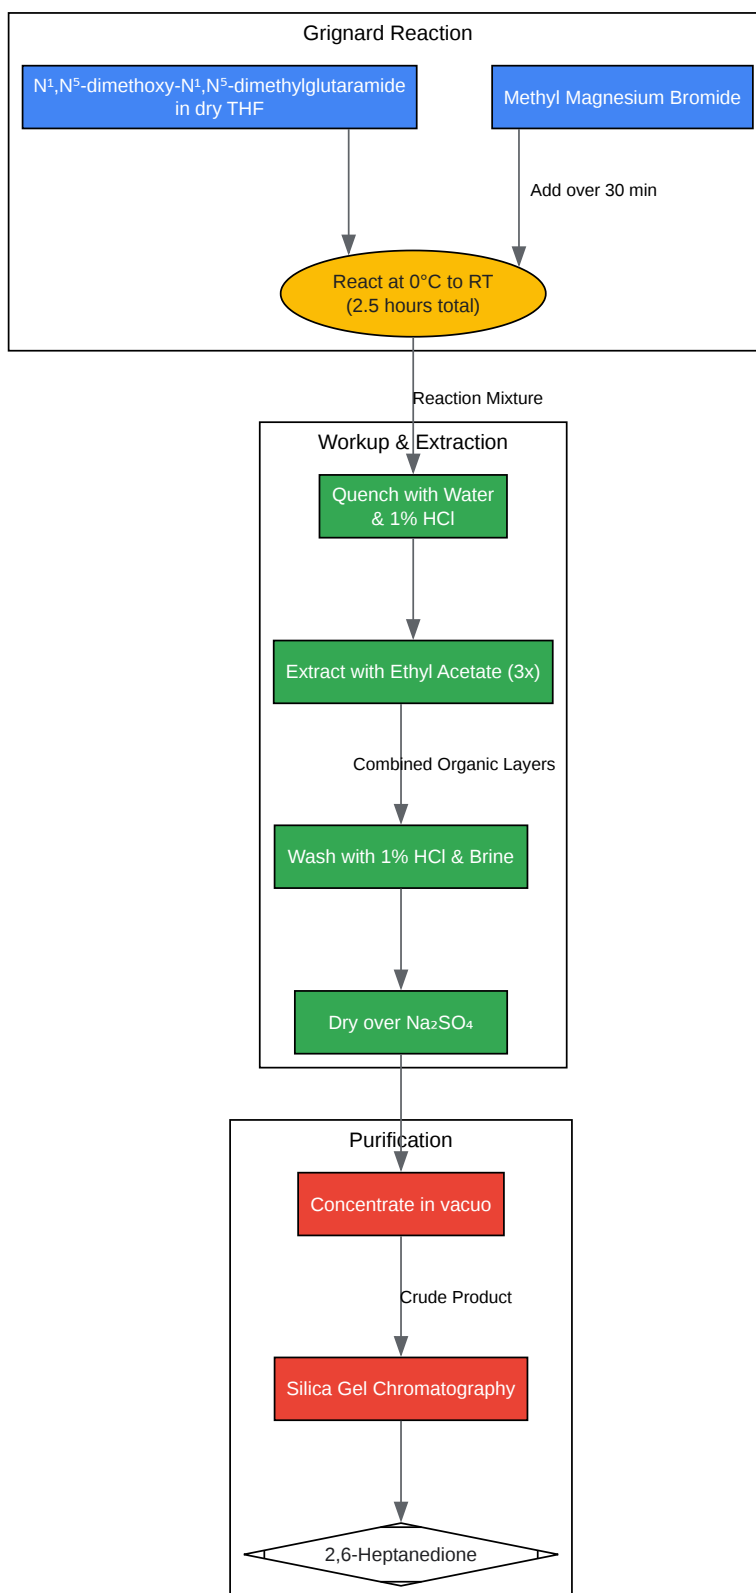 Grignard Reaction
N¹,N⁵-dimethoxy-N¹,N⁵-dimethylglutaramide
in dry THF
Methyl Magnesium Bromide
Add over 30 min
React at 0°C to RT
(2.5 hours total)
Reaction Mixture
Workup & Extraction
Quench with Water
& 1% HCl
Extract with Ethyl Acetate (3x)
Combined Organic Layers
Wash with 1% HCl & Brine
Dry over Na₂SO₄
Purification
Concentrate in vacuo
Crude Product
Silica Gel Chromatography
2,6-Heptanedione